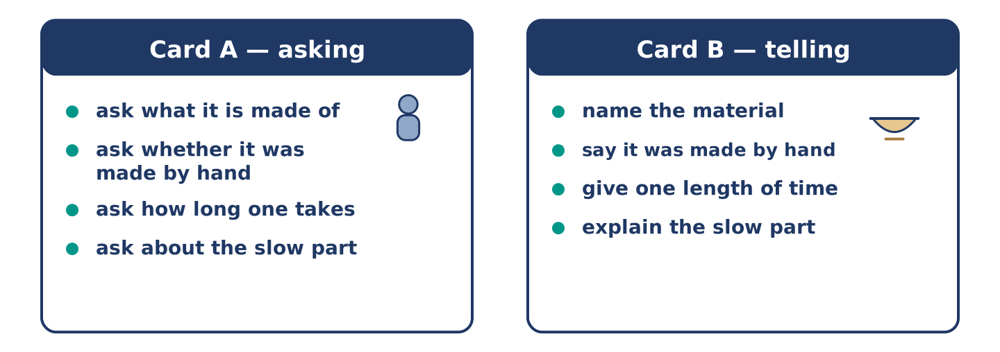 Card A — asking
ask what it is made of
ask whether it was
made by hand
ask how long one takes
ask about the slow part
Card B — telling
name the material
say it was made by hand
give one length of time
explain the slow part